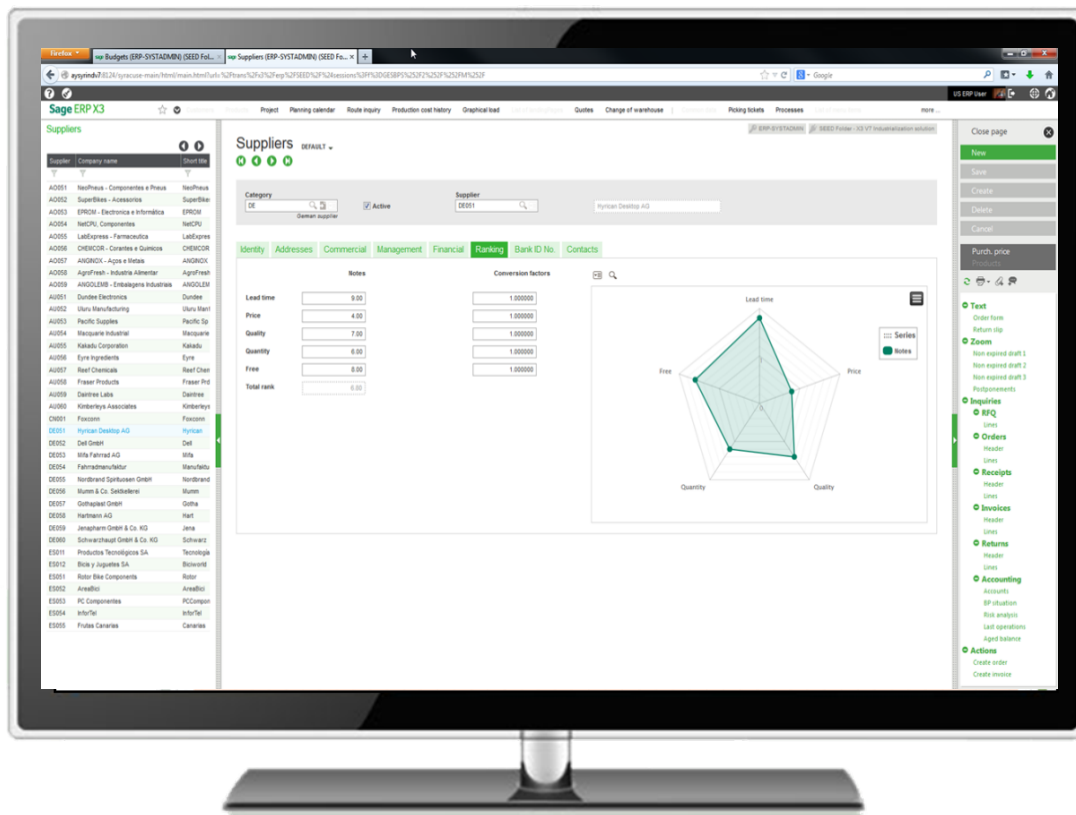 Firefox
Budgets (ERP-SYSTADMIN) (SEED Fol...
Suppliers (ERP-SYSTADMIN) (SEED Fo...
Google
US ERP User
Sage ERP X3
Project Planning calendar Route inquiry Production cost history Graphical load Quotes Change of warehouse Picking tickets Processes more ...
Suppliers
Supplier Company name Short title
AO051 NeoPneus - Componentes e Pneus NeoPneus
AO052 SuperBikes - Acessorios SuperBikes
AO053 EPROM - Electronica e Informática EPROM
AO054 NetCPU, Componentes NetCPU
AO055 LabExpress - Farmaceutica LabExpres
AO056 CHEMCOR - Corantes e Quimicos CHEMCOR
AO057 ANGINOX - Aços e Metais ANGINOX
AO058 AgroFresh - Industria Alimentar AgroFresh
AO059 ANGOLEMB - Embalagens Industriais ANGOLEM
AU051 Dundee Electronics Dundee
AU052 Uluru Manufacturing Uluru Manf
AU053 Pacific Supplies Pacific Sp
AU054 Macquarie Industrial Macquarie
AU055 Kakadu Corporation Kakadu
AU056 Eyre Ingredients Eyre
AU057 Reef Chemicals Reef Chem
AU058 Fraser Products Fraser Prd
AU059 Daintree Labs Daintree
AU060 Kimberleys Associates Kimberleys
CN001 Foxconn Foxconn
DE051 Hyrican Desktop AG Hyrican
DE052 Dell GmbH Dell
DE053 Mifa Fahrrad AG Mifa
DE054 Fahrradmanufaktur Manufaktu
DE055 Nordbrand Spirituosen GmbH Nordbrand
DE056 Mumm & Co. Sektkellerei Mumm
DE057 Gothaplast GmbH Gotha
DE058 Hartmann AG Hart
DE059 Jenapharm GmbH & Co. KG Jena
DE060 Schwarzhaupt GmbH & Co. KG Schwarz
ES011 Productos Tecnológicos SA Tecnología
ES012 Bicis y Juguetes SA Biciworld
ES051 Rotor Bike Components Rotor
ES052 AreaBici AreaBici
ES053 PC Componentes PCCompon
ES054 InforTel InforTel
ES055 Frutas Canarias Canarias
Suppliers DEFAULT
ERP-SYSTADMIN SEED Folder - X3 V7 Industrialisation solution
Category Supplier
DE Active DE051 Hyrican Desktop AG
German supplier
Identity Addresses Commercial Management Financial Ranking Bank ID No. Contacts
Notes Conversion factors
Lead time 9.00 1.000000
Price 4.00 1.000000
Quality 7.00 1.000000
Quantity 6.00 1.000000
Free 8.00 1.000000
Total rank 6.80
Lead time
Series
Notes
Free
Price
Quantity
Quality
Close page
New
Save
Create
Delete
Cancel
Purch. price
Products
Text
Order form
Return slip
Zoom
Non expired draft 1
Non expired draft 2
Non expired draft 3
Postponements
Inquiries
RFQ
Lines
Orders
Header
Lines
Receipts
Header
Lines
Invoices
Header
Lines
Returns
Header
Lines
Accounting
Accounts
BP situation
Risk analysis
Last operations
Aged balance
Actions
Create order
Create invoice